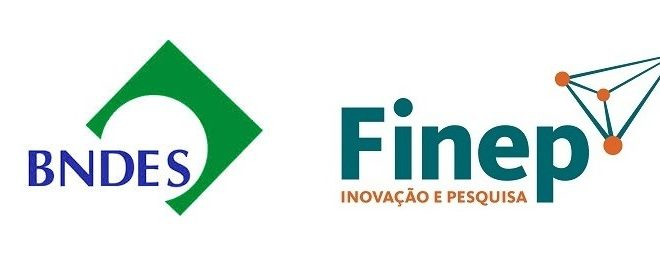 BNDES
Finep
INOVAÇÃO E PESQUISA